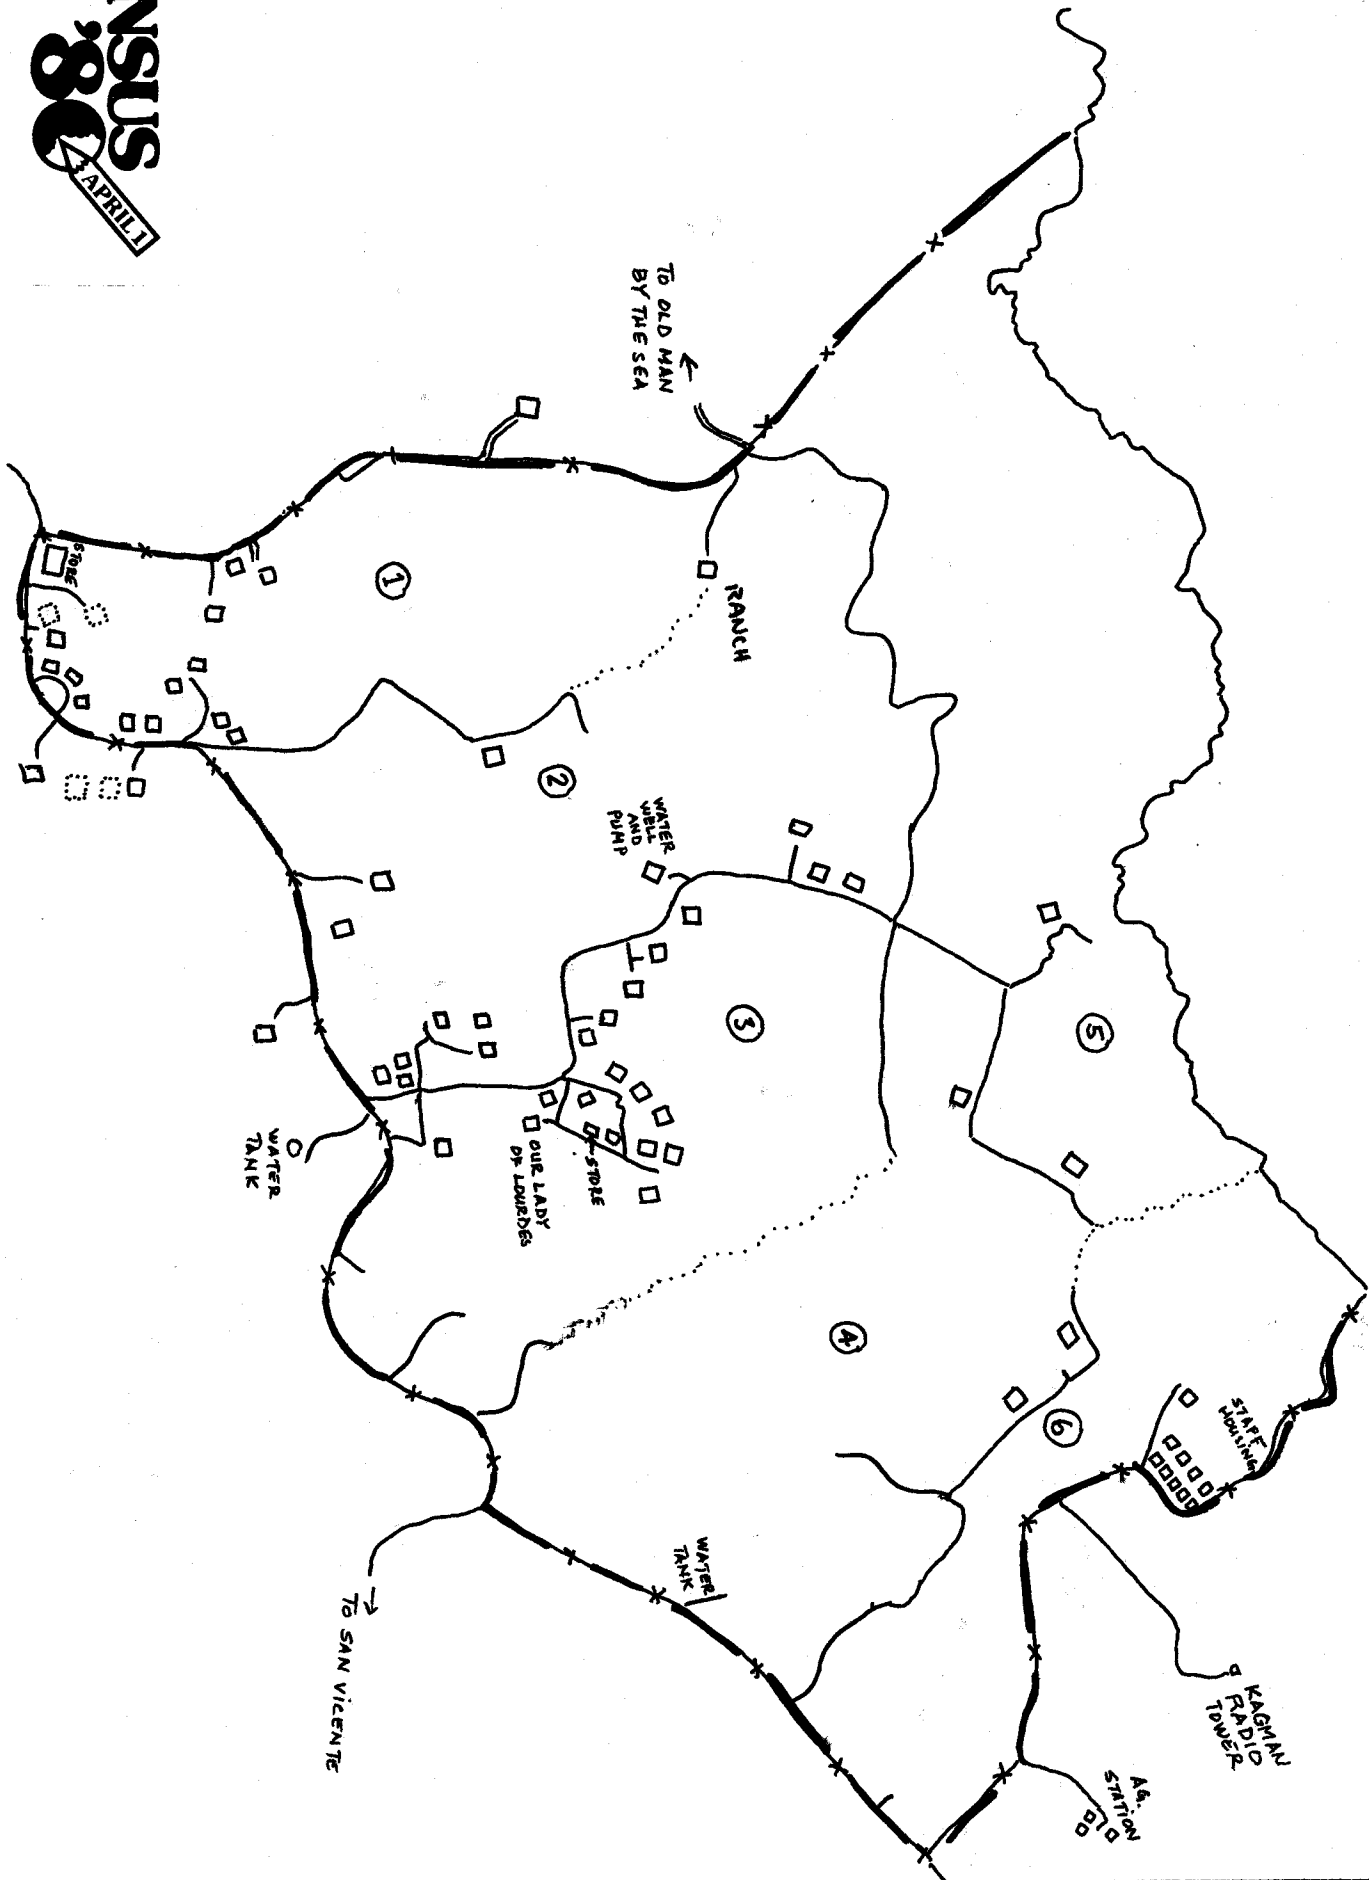 NSUS
'8
APRIL 1
TO OLD MAN
BY THE SEA
STORE
①
RANCH
②
WATER
WELL
AND
PUMP
③
⑤
WATER
TANK
OUR LADY
OF LOURDES
STORE
④
⑥
STAFF
HOUSING
WATER
TANK
TO SAN VICENTE
KAGMAN
RADIO
TOWER
AG.
STATION